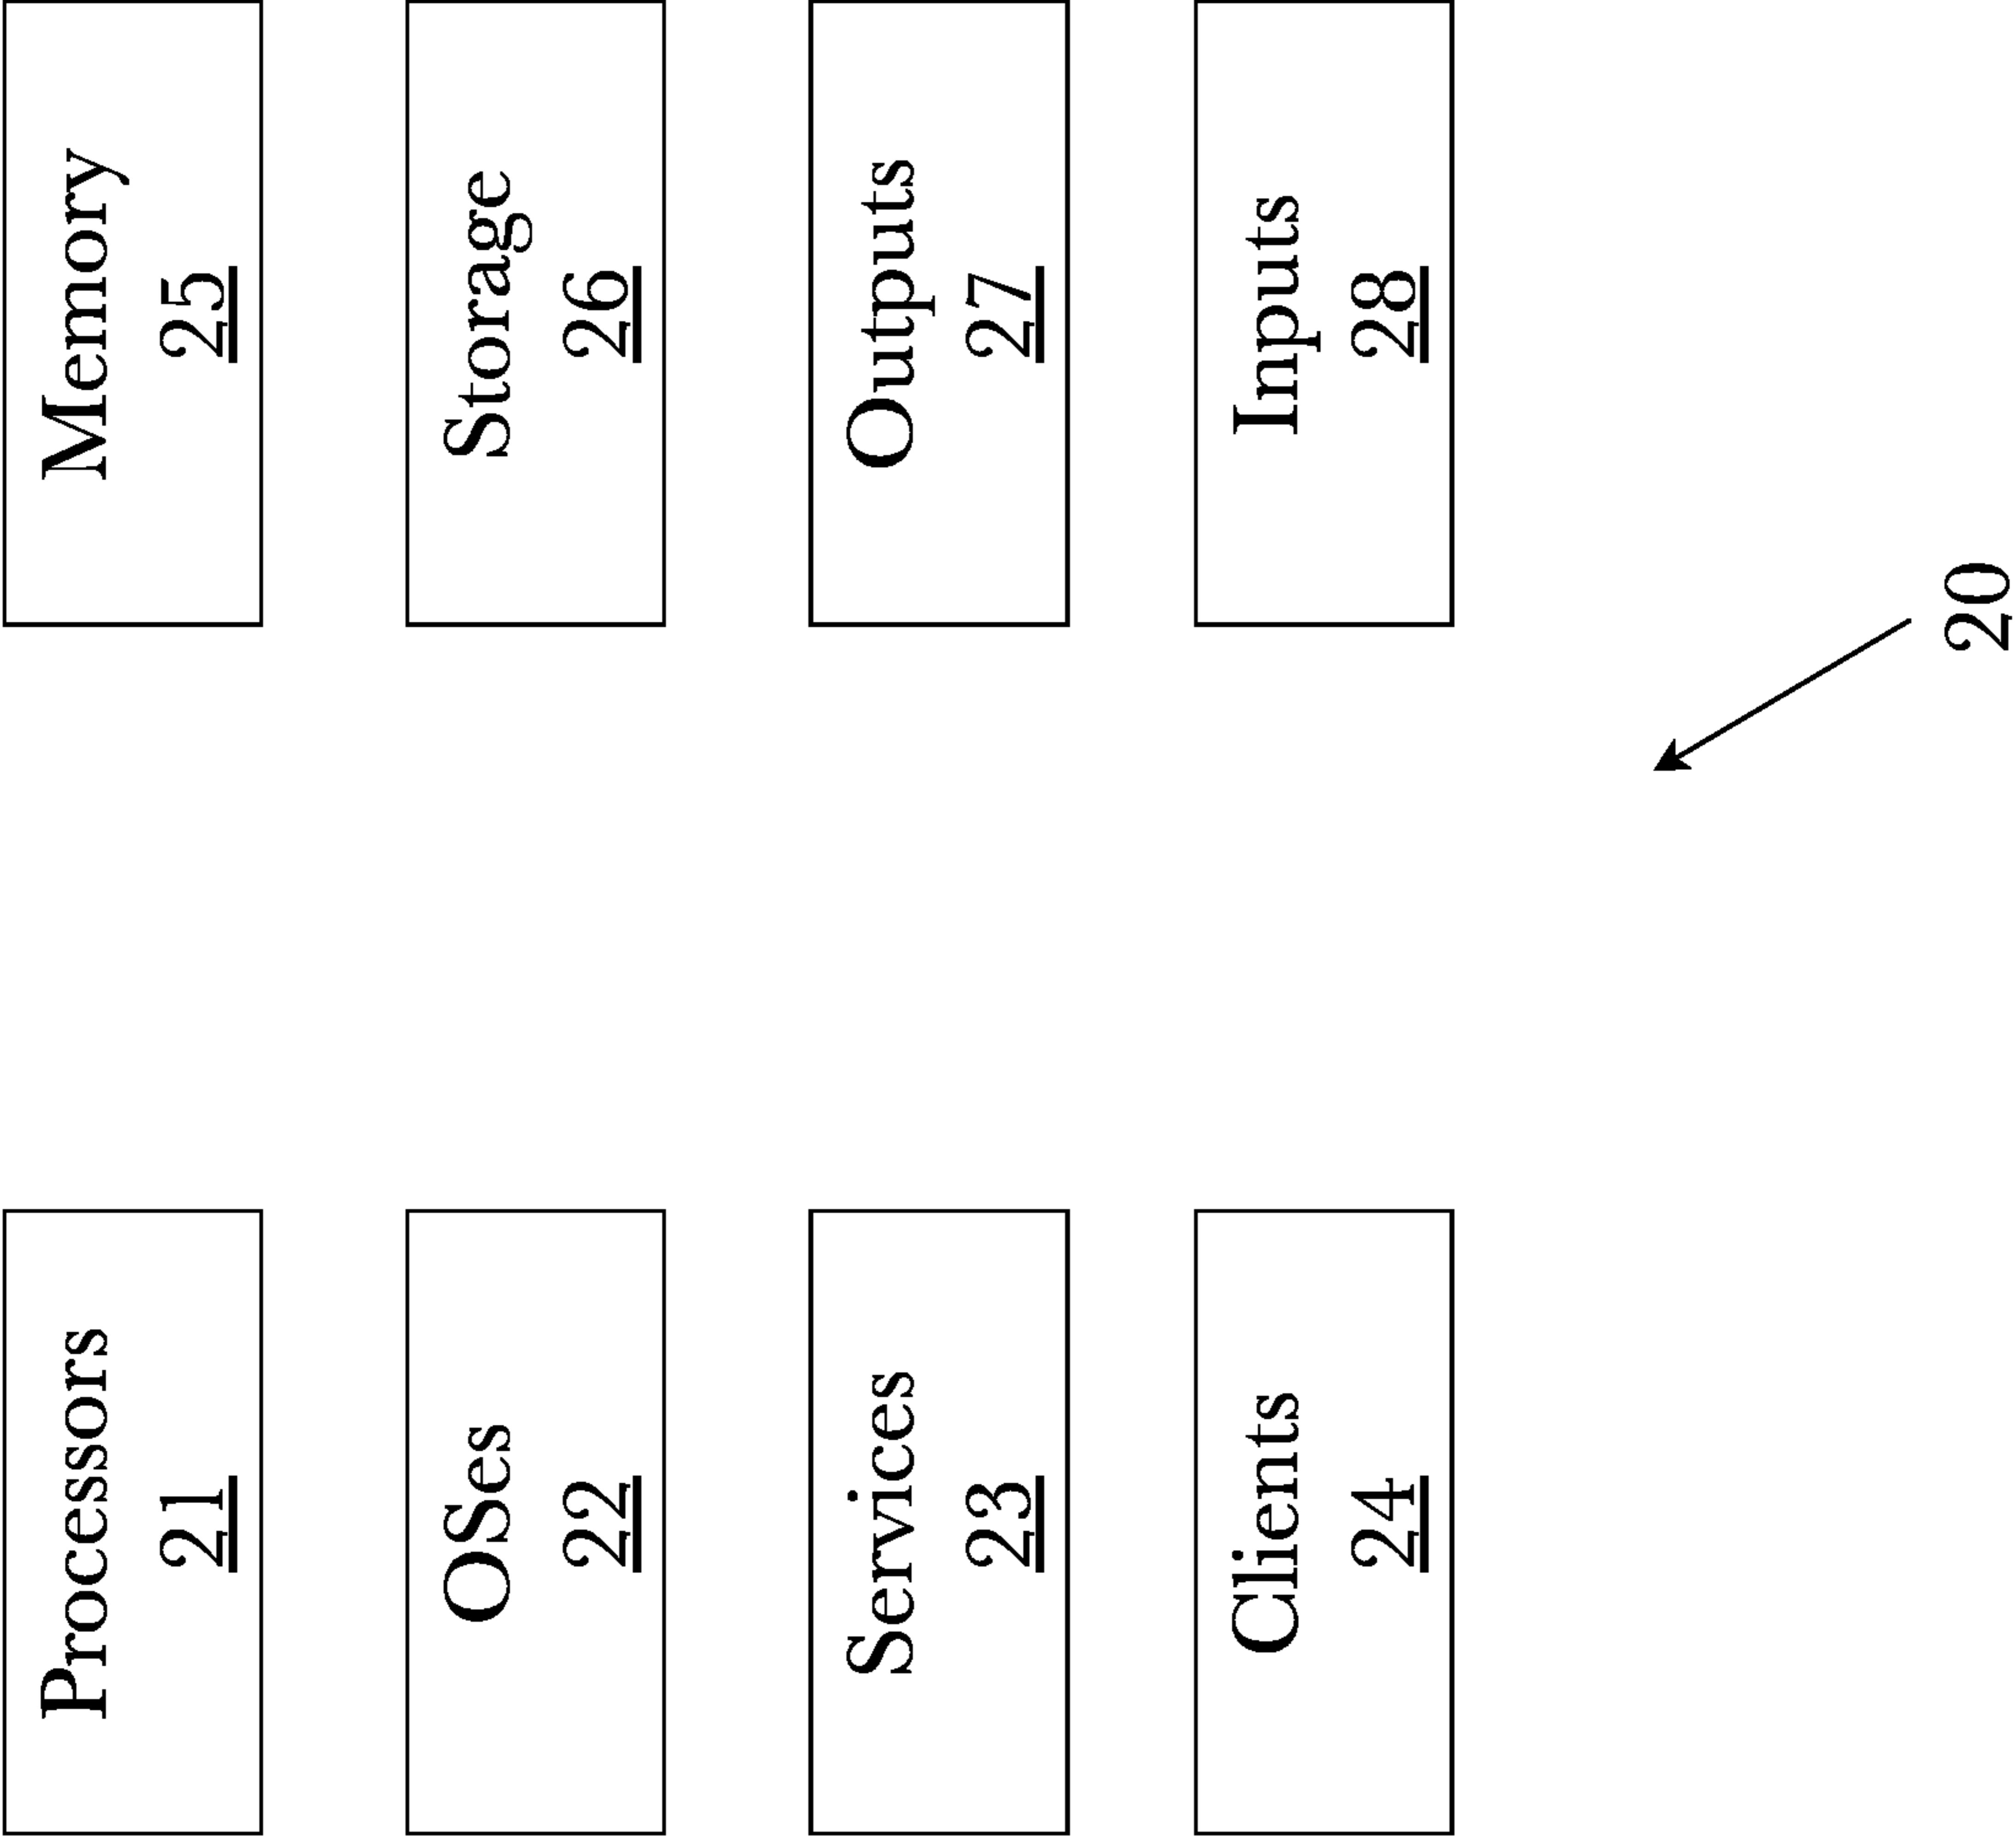 Processors
21
Memory
25
OSes
22
Storage
26
Services
23
Outputs
27
Clients
24
Inputs
28
20